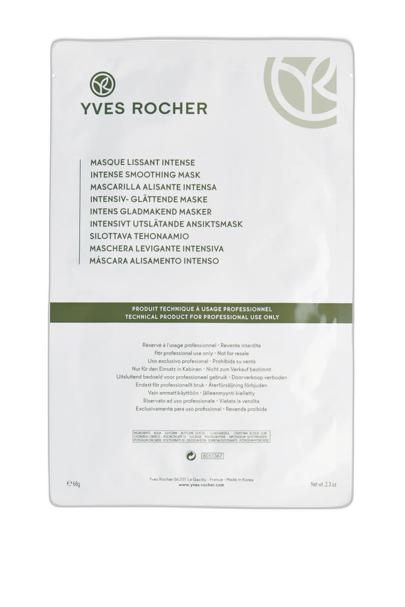 YVES ROCHER
MASQUE LISSANT INTENSE
INTENSE SMOOTHING MASK
MASCARILLA ALISANTE INTENSA
INTENSIV- GLÄTTENDE MASKE
INTENS GLADMAKEND MASKER
INTENSIVT UTSLÄTANDE ANSIKTSMASK
SILOTTAVA TEHONAAMIO
MASCHERA LEVIGANTE INTENSIVA
MÁSCARA ALISAMENTO INTENSO
PRODUIT TECHNIQUE À USAGE PROFESSIONNEL
TECHNICAL PRODUCT FOR PROFESSIONAL USE ONLY
Réservé à l'usage professionnel - Revente interdite
For professional use only - Not for resale
Uso exclusivo profesional - Prohibida su venta
Nur für den Einsatz in Kabinen - Nicht zum Verkauf bestimmt
Uitsluitend bedoeld voor professioneel gebruik - Doorverkoop verboden
Endast för professionellt bruk - Återförsäljning förbjuden
Vain ammattikäyttöön - Jälleenmyynti kielletty
Riservato ad uso professionale - Vietata la vendita
Exclusivamente para uso profissional - Revenda proibida
Yves Rocher 56201 La Gacilly - France - Made in Korea
www.yves-rocher.com
℮ 66g
Net wt. 2.3 oz